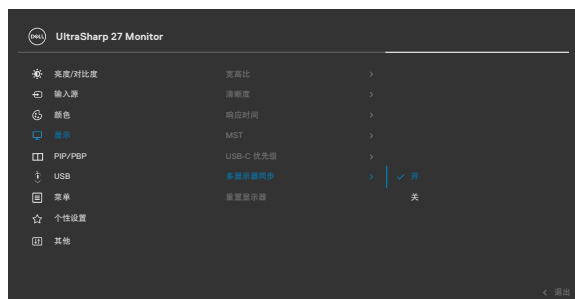 DELL UltraSharp 27 Monitor
亮度/对比度 宽高比
输入源 清晰度
颜色 响应时间
显示 MST
PIP/PBP USB-C 优先级
USB 多显示器同步 开
菜单 重置显示器 关
个性设置
其他
退出